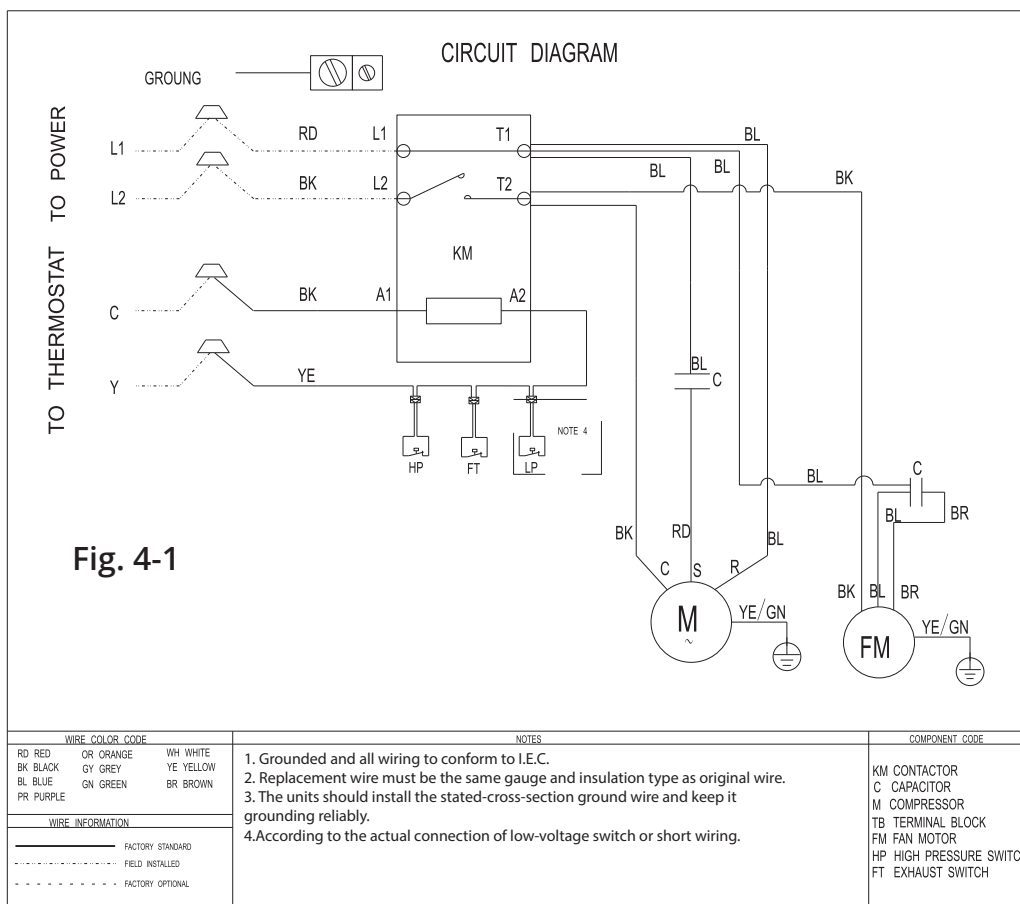 CIRCUIT DIAGRAM
GROUNG
TO POWER
TO THERMOSTAT
L1
RD
L1
T1
BL
BL
BL
L2
BK
L2
T2
BK
KM
C
BK
A1
A2
Y
YE
BL
C
NOTE 4
HP
FT
LP
C
BL
BL
BR
Fig. 4-1
BK
RD
BL
C
S
R
BK
BL
BR
M
~
YE/GN
FM
YE/GN
WIRE COLOR CODE
RD RED
OR ORANGE
WH WHITE
BK BLACK
GY GREY
YE YELLOW
BL BLUE
GN GREEN
BR BROWN
PR PURPLE
WIRE INFORMATION
FACTORY STANDARD
FIELD INSTALLED
FACTORY OPTIONAL
NOTES
1. Grounded and all wiring to conform to I.E.C.
2. Replacement wire must be the same gauge and insulation type as original wire.
3. The units should install the stated-cross-section ground wire and keep it
grounding reliably.
4.According to the actual connection of low-voltage switch or short wiring.
COMPONENT CODE
KM CONTACTOR
C CAPACITOR
M COMPRESSOR
TB TERMINAL BLOCK
FM FAN MOTOR
HP HIGH PRESSURE SWITC
FT EXHAUST SWITCH